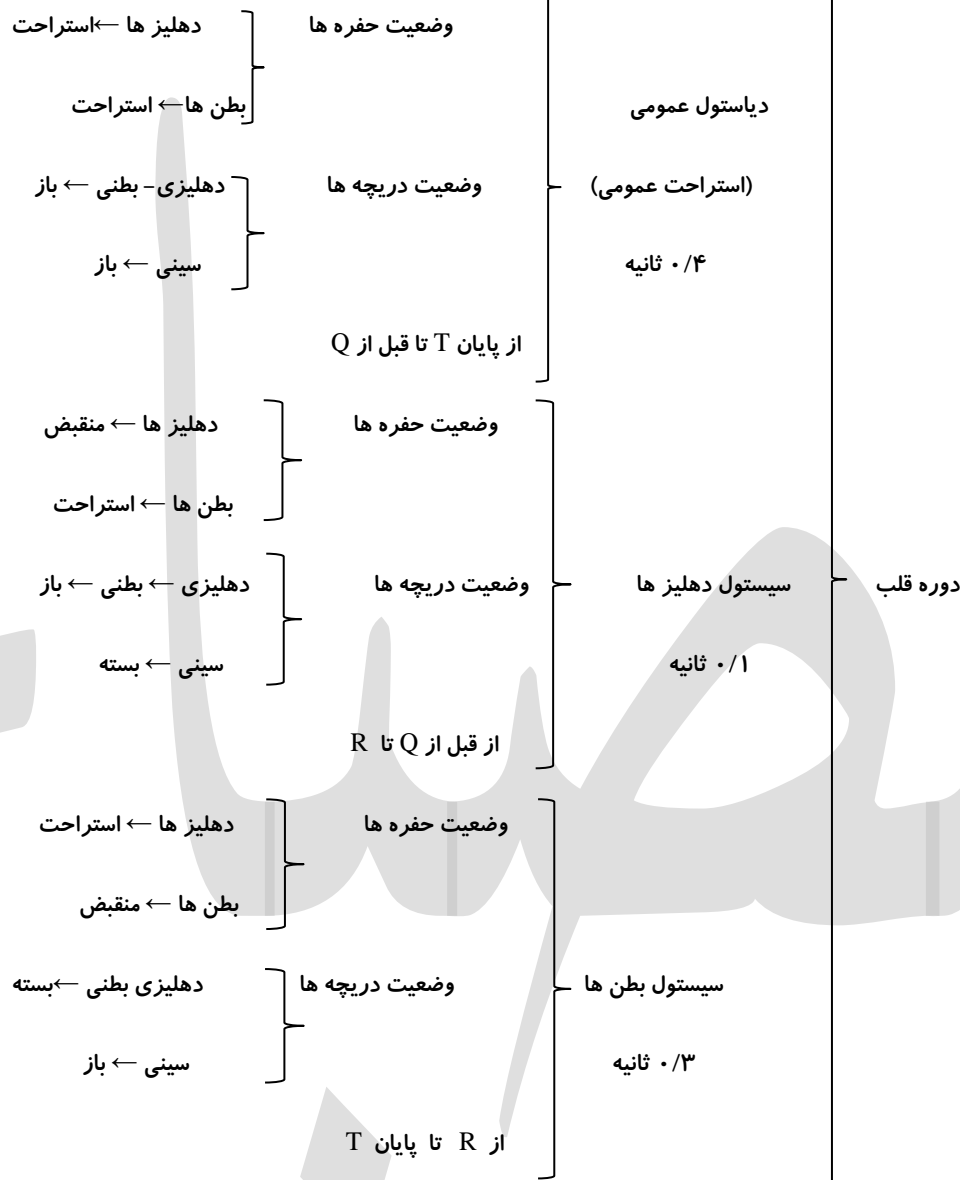 وضعیت حفره ها دهلیز ها ←استراحت
دیاستول عمومی بطن ها← استراحت
(استراحت عمومی) وضعیت دریچه ها دهلیزی- بطنی ← باز
۰/۴ ثانیه سینی ← باز
از پایان T تا قبل از Q
وضعیت حفره ها دهلیز ها ← منقبض
بطن ها ← استراحت
دوره قلب سیستول دهلیز ها وضعیت دریچه ها دهلیزی ← بطنی ← باز
۰/۱ ثانیه سینی ← بسته
از قبل از Q تا R
وضعیت حفره ها دهلیز ها ← استراحت
بطن ها ← منقبض
سیستول بطن ها وضعیت دریچه ها دهلیزی بطنی ←بسته
۰/۳ ثانیه سینی ← باز
از R تا پایان T